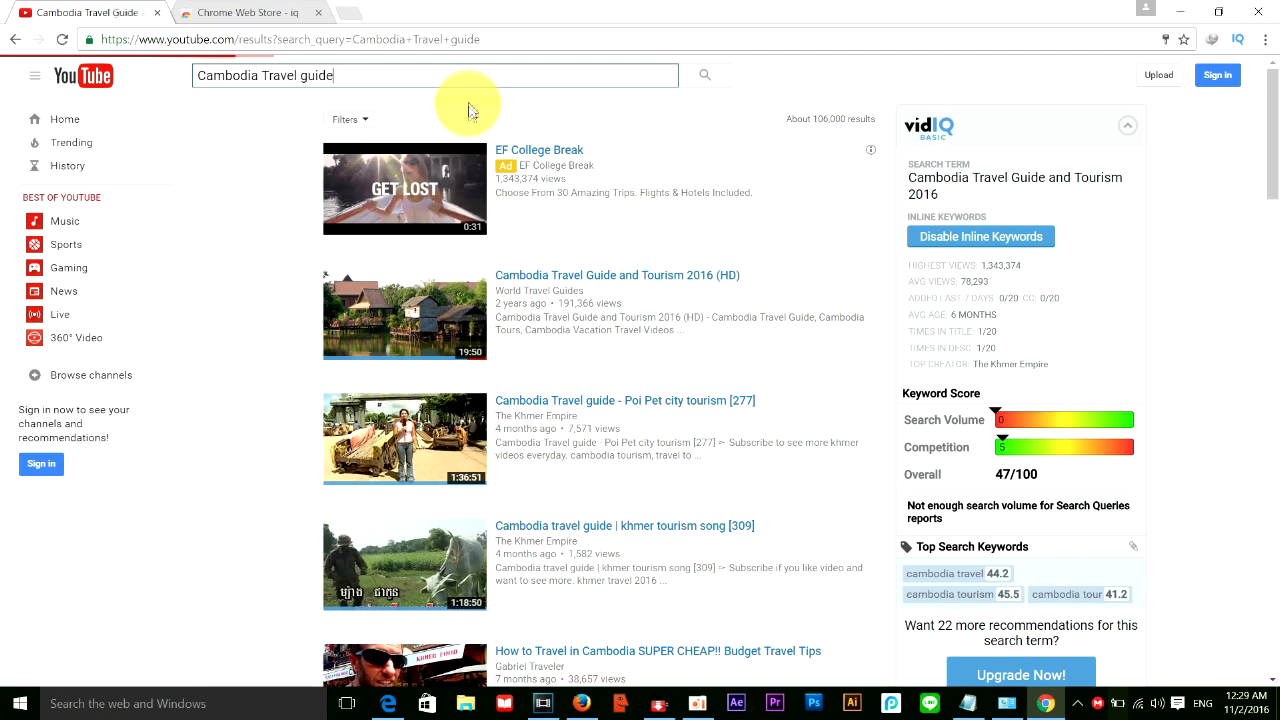 Cambodia Travel Guide -
Chrome Web Store - iq
https://www.youtube.com/results?search_query=Cambodia+Travel+guide
IQ
YouTube
Cambodia Travel guide
Upload
Sign in
Home
Trending
History
BEST OF YOUTUBE
Music
Sports
Gaming
News
Live
360° Video
Browse channels
Sign in now to see your
channels and
recommendations!
Sign in
Filters
About 106,000 results
GET LOST
0:31
EF College Break
Ad EF College Break
1,343,374 views
Choose From 30 Amazing Trips. Flights & Hotels Included.
19:50
Cambodia Travel Guide and Tourism 2016 (HD)
World Travel Guides
2 years ago • 191,366 views
Cambodia Travel Guide and Tourism 2016 (HD) - Cambodia Travel Guide, Cambodia
Tours, Cambodia Vacation Travel Videos ...
1:36:51
Cambodia Travel guide - Poi Pet city tourism [277]
The Khmer Empire
4 months ago • 7,571 views
Cambodia Travel guide - Poi Pet city tourism [277] ➢ Subscribe to see more khmer
videos everyday. cambodia tourism, travel to ...
ម្យ៉ាង ជាកូន
1:18:50
Cambodia travel guide | khmer tourism song [309]
The Khmer Empire
4 months ago • 1,582 views
Cambodia travel guide | khmer tourism song [309] ➢ Subscribe if you like video and
want to see more. khmer travel 2016 ...
KHMER FOOD
How to Travel in Cambodia SUPER CHEAP!! Budget Travel Tips
Gabriel Traveler
7 months ago • 38,657 views
vidIQ
BASIC
SEARCH TERM
Cambodia Travel Guide and Tourism
2016
INLINE KEYWORDS
Disable Inline Keywords
HIGHEST VIEWS: 1,343,374
AVG VIEWS: 78,293
ADDED LAST 7 DAYS: 0/20 CC: 0/20
AVG AGE: 6 MONTHS
TIMES IN TITLE: 1/20
TIMES IN DESC: 1/20
TOP CREATOR: The Khmer Empire
Keyword Score
Search Volume 0
Competition 5
Overall 47/100
Not enough search volume for Search Queries
reports
Top Search Keywords
cambodia travel 44.2
cambodia tourism 45.5 cambodia tour 41.2
Want 22 more recommendations for this
search term?
Upgrade Now!
Search the web and Windows
Ae
Pr
Ps
Ai
LINE
ENG
12:29 AM
11/2/2016